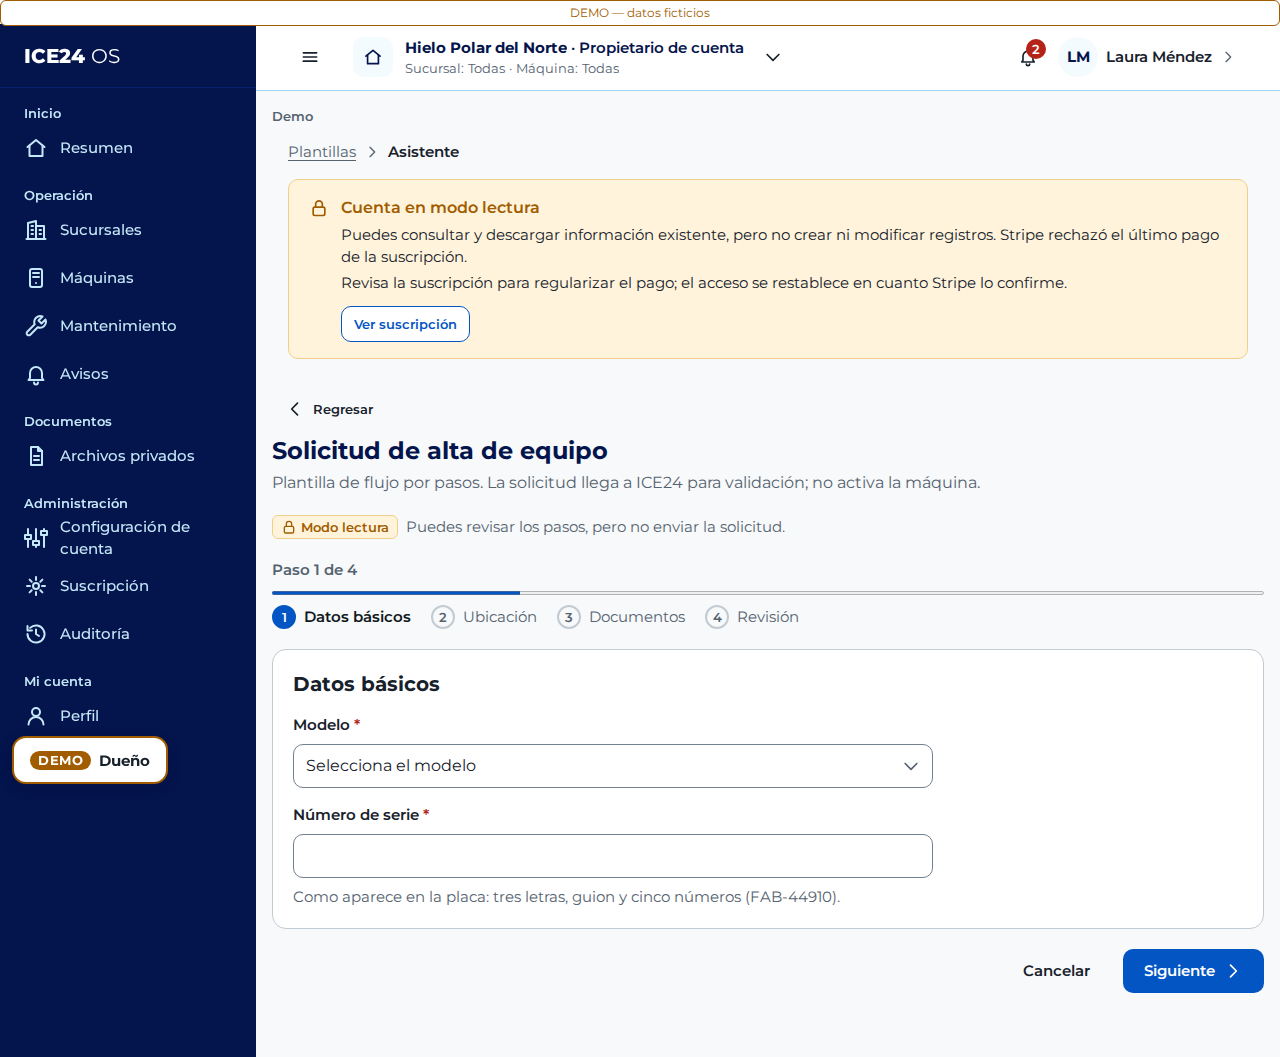 DEMO — datos ficticios
ICE24 OS
Inicio
Resumen
Operación
Sucursales
Máquinas
Mantenimiento
Avisos
Documentos
Archivos privados
Administración
Configuración de
cuenta
Suscripción
Auditoría
Mi cuenta
Perfil
DEMO Dueño
Hielo Polar del Norte · Propietario de cuenta
Sucursal: Todas · Máquina: Todas
2
LM Laura Méndez
Demo
Plantillas Asistente
Cuenta en modo lectura
Puedes consultar y descargar información existente, pero no crear ni modificar registros. Stripe rechazó el último pago
de la suscripción.
Revisa la suscripción para regularizar el pago; el acceso se restablece en cuanto Stripe lo confirme.
Ver suscripción
Regresar
Solicitud de alta de equipo
Plantilla de flujo por pasos. La solicitud llega a ICE24 para validación; no activa la máquina.
Modo lectura Puedes revisar los pasos, pero no enviar la solicitud.
Paso 1 de 4
1 Datos básicos 2 Ubicación 3 Documentos 4 Revisión
Datos básicos
Modelo *
Selecciona el modelo
Número de serie *
Como aparece en la placa: tres letras, guion y cinco números (FAB-44910).
Cancelar Siguiente